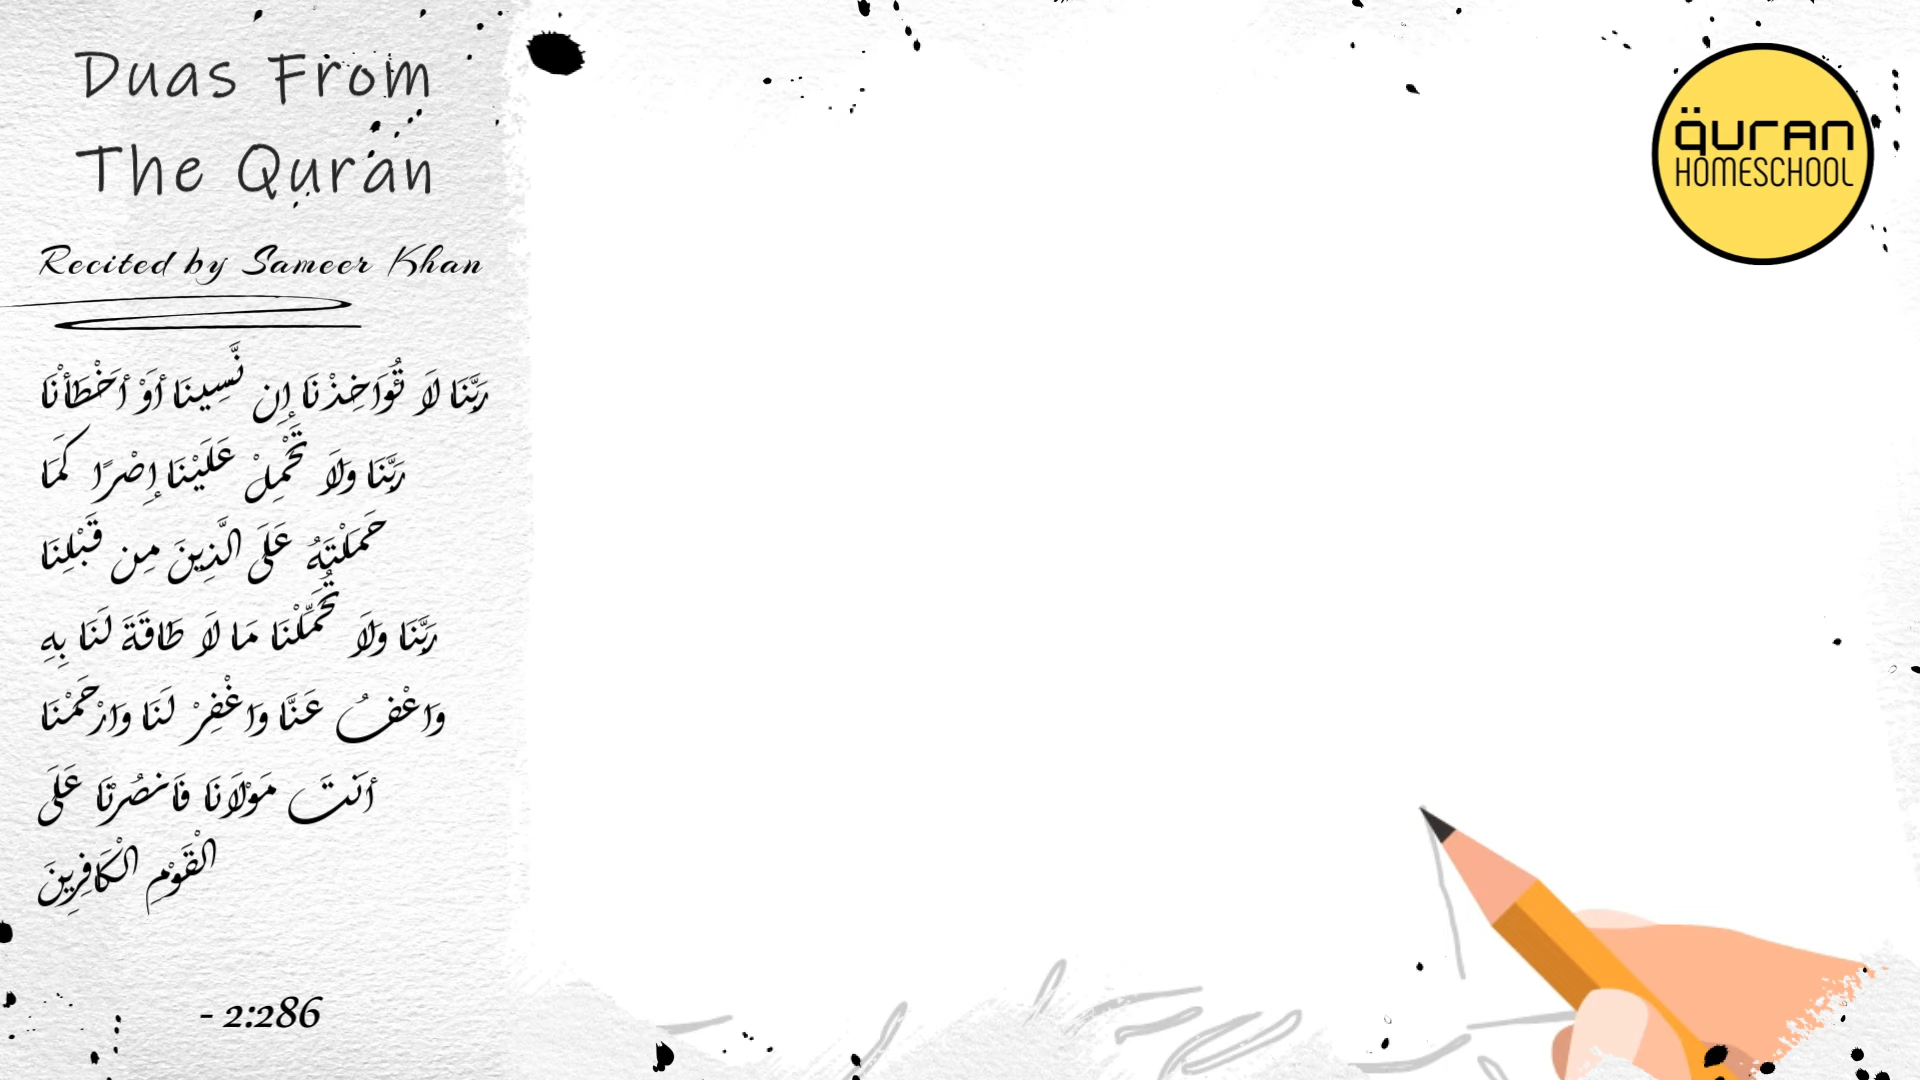 Duas From
The Quran
Recited by Sameer Khan
رَبَّنَا لَا تُؤَاخِذْنَا إِن نَّسِينَا أَوْ أَخْطَأْنَا
رَبَّنَا وَلَا تَحْمِلْ عَلَيْنَا إِصْرًا كَمَا
حَمَلْتَهُ عَلَى الَّذِينَ مِن قَبْلِنَا
رَبَّنَا وَلَا تُحَمِّلْنَا مَا لَا طَاقَةَ لَنَا بِهِ
وَاعْفُ عَنَّا وَاغْفِرْ لَنَا وَارْحَمْنَا
أَنتَ مَوْلَانَا فَانصُرْنَا عَلَى
الْقَوْمِ الْكَافِرِينَ
- 2:286
Quran
HOMESCHOOL